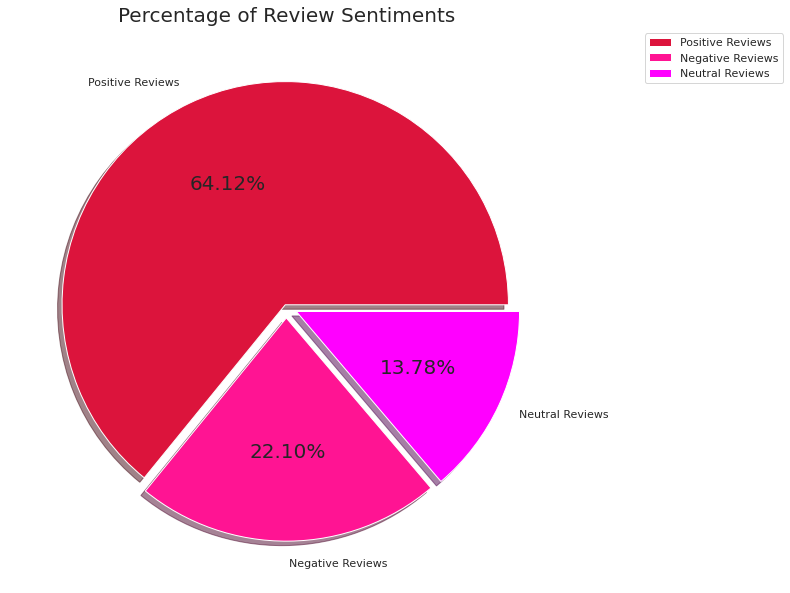 Percentage of Review Sentiments
Positive Reviews
Negative Reviews
Neutral Reviews
Positive Reviews
64.12%
13.78%
Neutral Reviews
22.10%
Negative Reviews